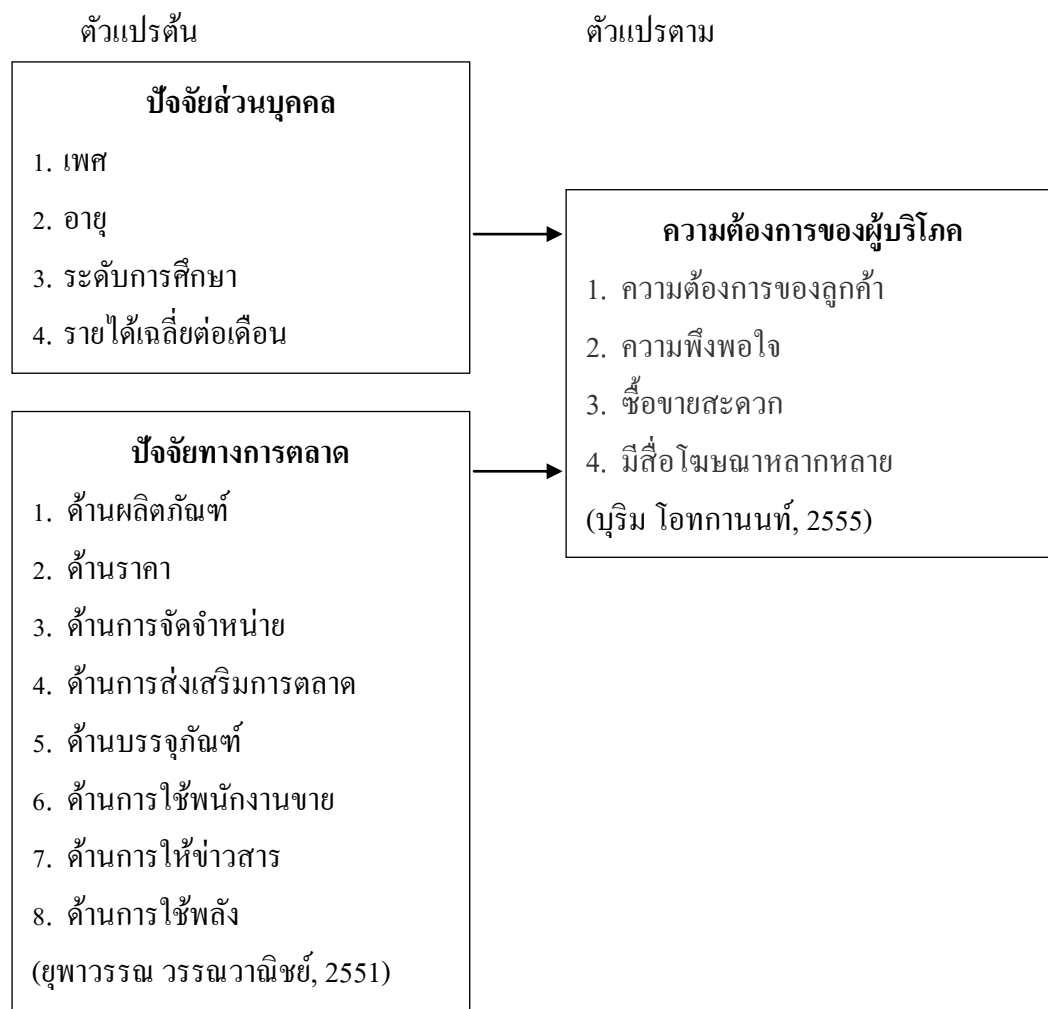 ตัวแปรต้น
ตัวแปรตาม
ปัจจัยส่วนบุคคล
1. เพศ
2. อายุ
3. ระดับการศึกษา
4. รายได้เฉลี่ยต่อเดือน
ปัจจัยทางการตลาด
1. ด้านผลิตภัณฑ์
2. ด้านราคา
3. ด้านการจัดจำหน่าย
4. ด้านการส่งเสริมการตลาด
5. ด้านบรรจุภัณฑ์
6. ด้านการใช้พนักงานขาย
7. ด้านการให้ข่าวสาร
8. ด้านการใช้พลัง
(ยุพาวรรณ วรรณวาณิชย์, 2551)
ความต้องการของผู้บริโภค
1. ความต้องการของลูกค้า
2. ความพึงพอใจ
3. ซื้อขายสะดวก
4. มีสื่อโฆษณาหลากหลาย
(บุริม โอทกานนท์, 2555)